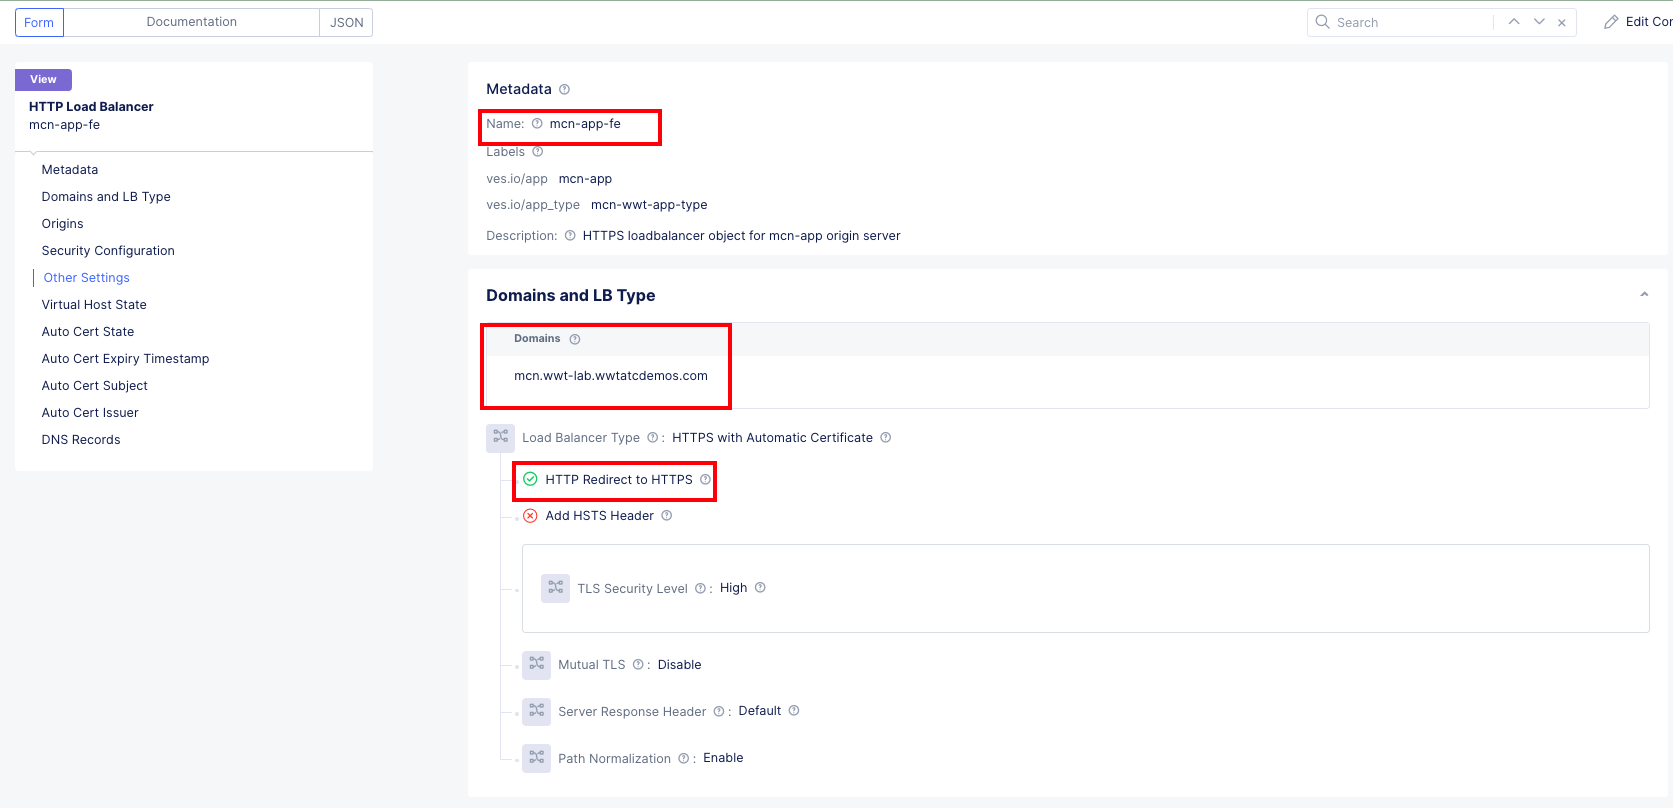 Form Documentation JSON
Search
Edit Con
View
HTTP Load Balancer
mcn-app-fe
Metadata
Domains and LB Type
Origins
Security Configuration
Other Settings
Virtual Host State
Auto Cert State
Auto Cert Expiry Timestamp
Auto Cert Subject
Auto Cert Issuer
DNS Records
Metadata
Name: mcn-app-fe
Labels
ves.io/app mcn-app
ves.io/app_type mcn-wwt-app-type
Description: HTTPS loadbalancer object for mcn-app origin server
Domains and LB Type
Domains
mcn.wwt-lab.wwtatcdemos.com
Load Balancer Type : HTTPS with Automatic Certificate
HTTP Redirect to HTTPS
Add HSTS Header
TLS Security Level : High
Mutual TLS : Disable
Server Response Header : Default
Path Normalization : Enable